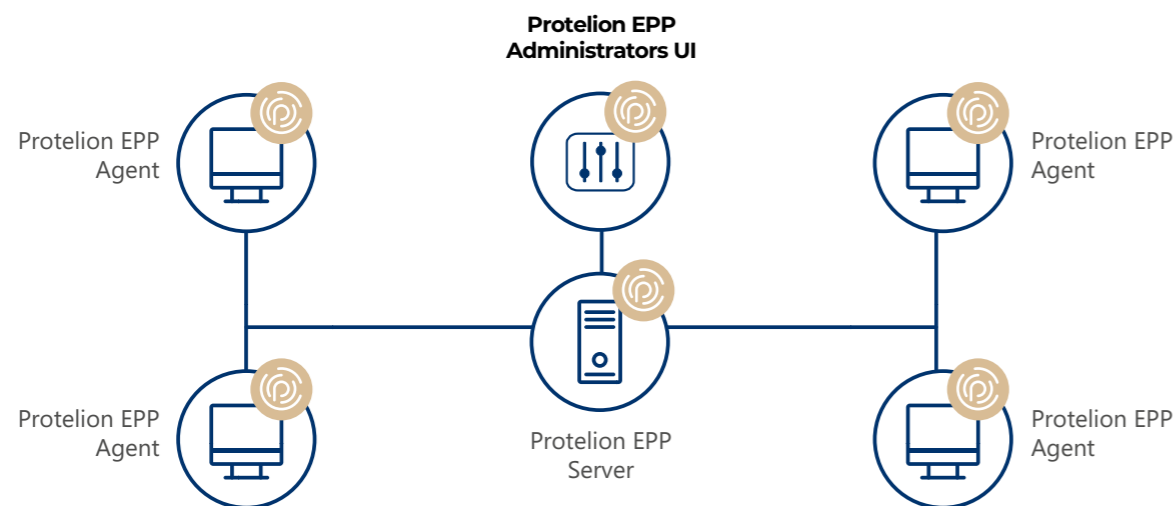 Protelion EPP
Administrators UI
Protelion EPP
Agent
Protelion EPP
Agent
Protelion EPP
Agent
Protelion EPP
Server
Protelion EPP
Agent